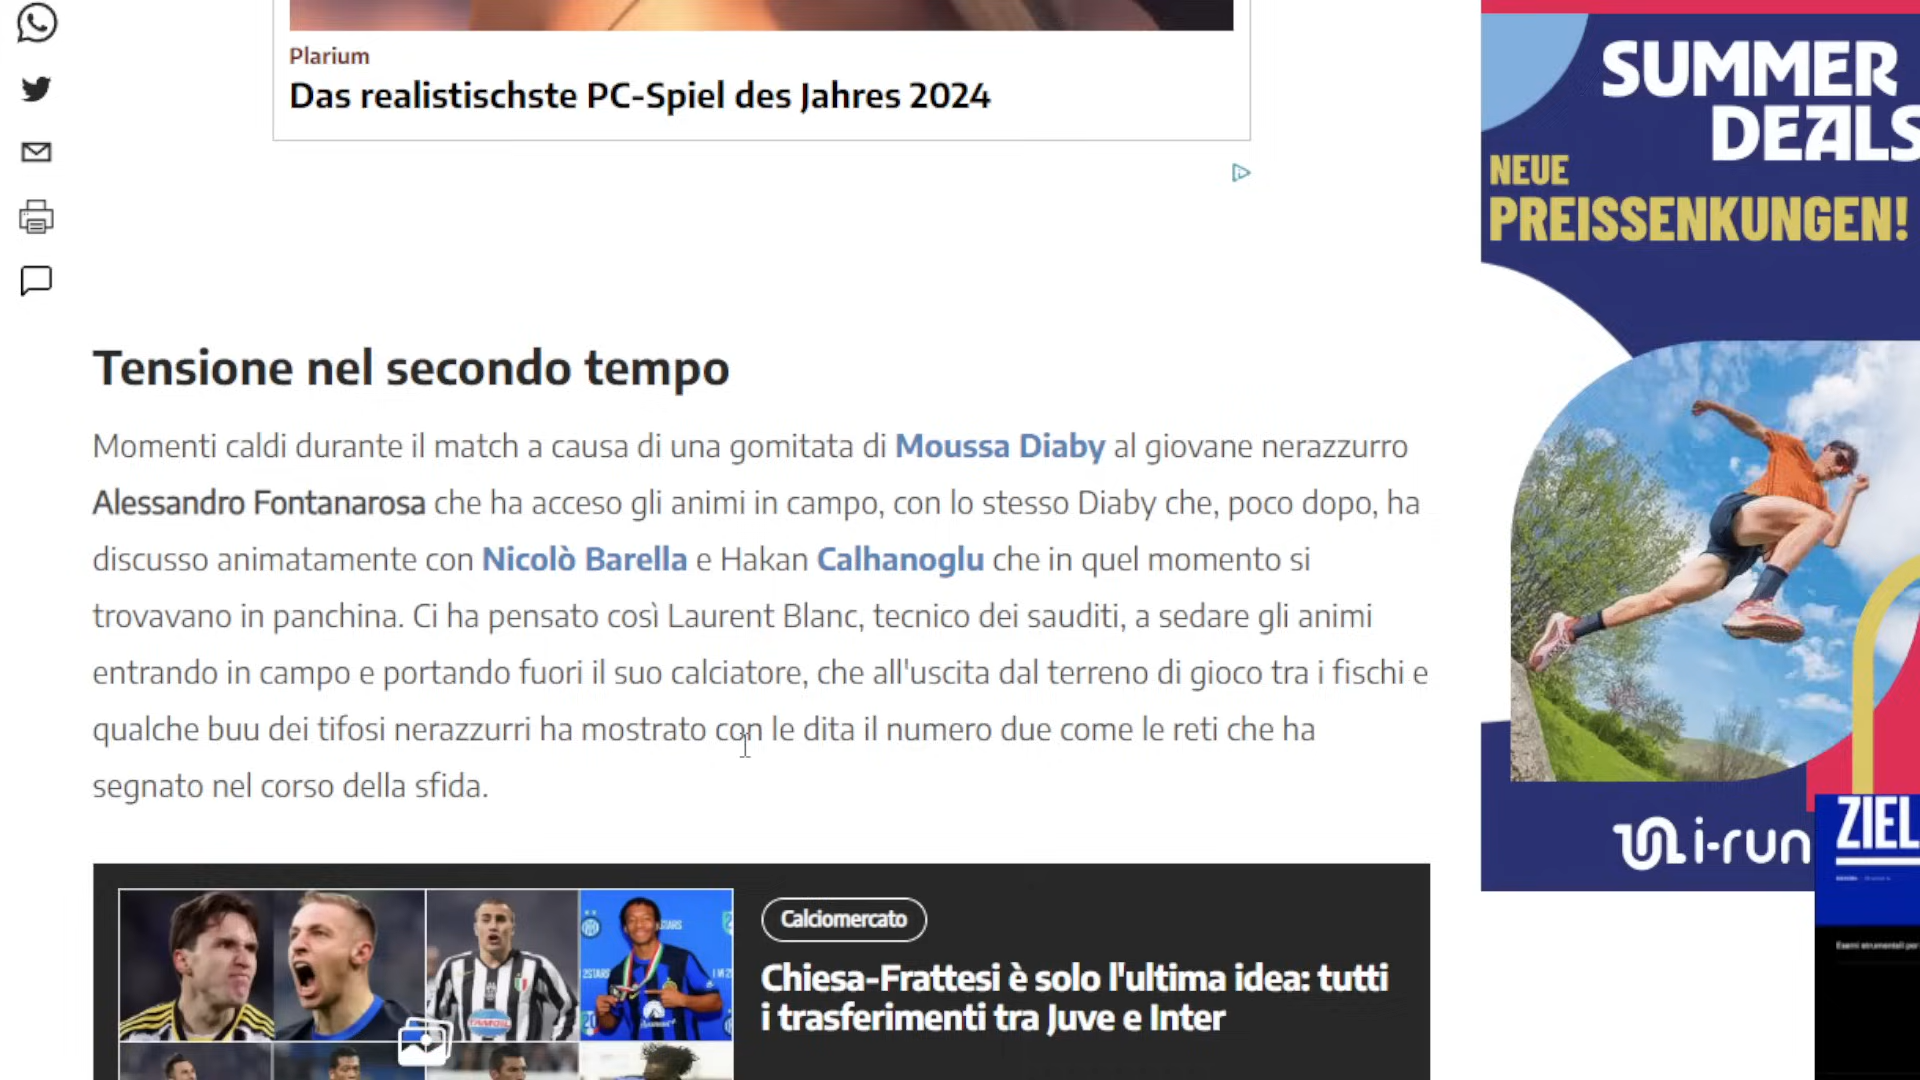 Plarium
Das realistischste PC-Spiel des Jahres 2024
SUMMER
DEALS
NEUE
PREISSENKUNGEN!
Tensione nel secondo tempo
Momenti caldi durante il match a causa di una gomitata di Moussa Diaby al giovane nerazzurro
Alessandro Fontanarosa che ha acceso gli animi in campo, con lo stesso Diaby che, poco dopo, ha
discusso animatamente con Nicolò Barella e Hakan Calhanoglu che in quel momento si
trovavano in panchina. Ci ha pensato così Laurent Blanc, tecnico dei sauditi, a sedare gli animi
entrando in campo e portando fuori il suo calciatore, che all'uscita dal terreno di gioco tra i fischi e
qualche buu dei tifosi nerazzurri ha mostrato con le dita il numero due come le reti che ha
segnato nel corso della sfida.
i-run
ZIEL
Calciomercato
Chiesa-Frattesi è solo l'ultima idea: tutti
i trasferimenti tra Juve e Inter